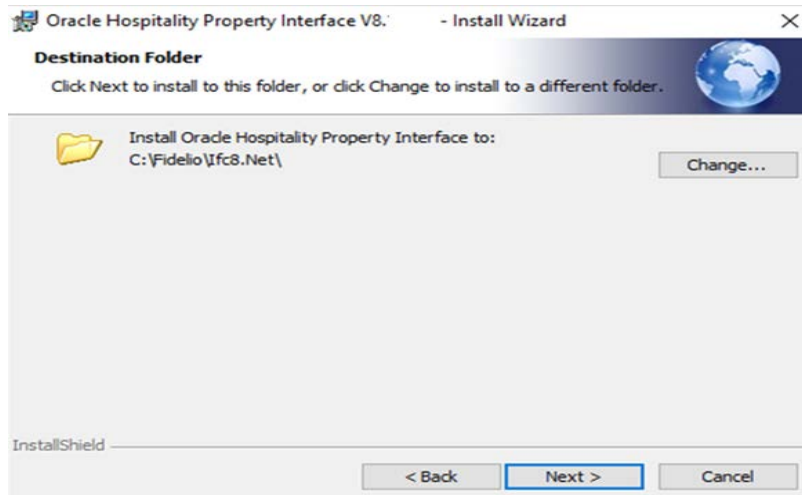 Oracle Hospitality Property Interface V8. - Install Wizard
Destination Folder
Click Next to install to this folder, or click Change to install to a different folder.
Install Oracle Hospitality Property Interface to:
C:\Fidelio\Ifc8.Net\
Change...
InstallShield
< Back
Next >
Cancel